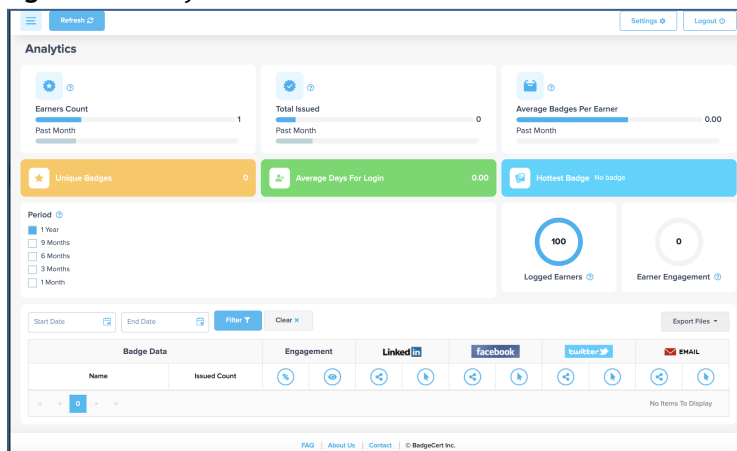 Refresh
Settings
Logout
Analytics
Earners Count
1
Past Month
Total Issued
0
Past Month
Average Badges Per Earner
0.00
Past Month
Unique Badges 0
Average Days For Login 0.00
Hottest Badge No badge
Period
1 Year
9 Months
6 Months
3 Months
1 Month
100
Logged Earners
0
Earner Engagement
Start Date
End Date
Filter
Clear ×
Export Files
Badge Data
Engagement
Linked in
facebook
twitter
EMAIL
Name
Issued Count
0
No Items To Display
FAQ | About Us | Contact | © BadgeCert Inc.